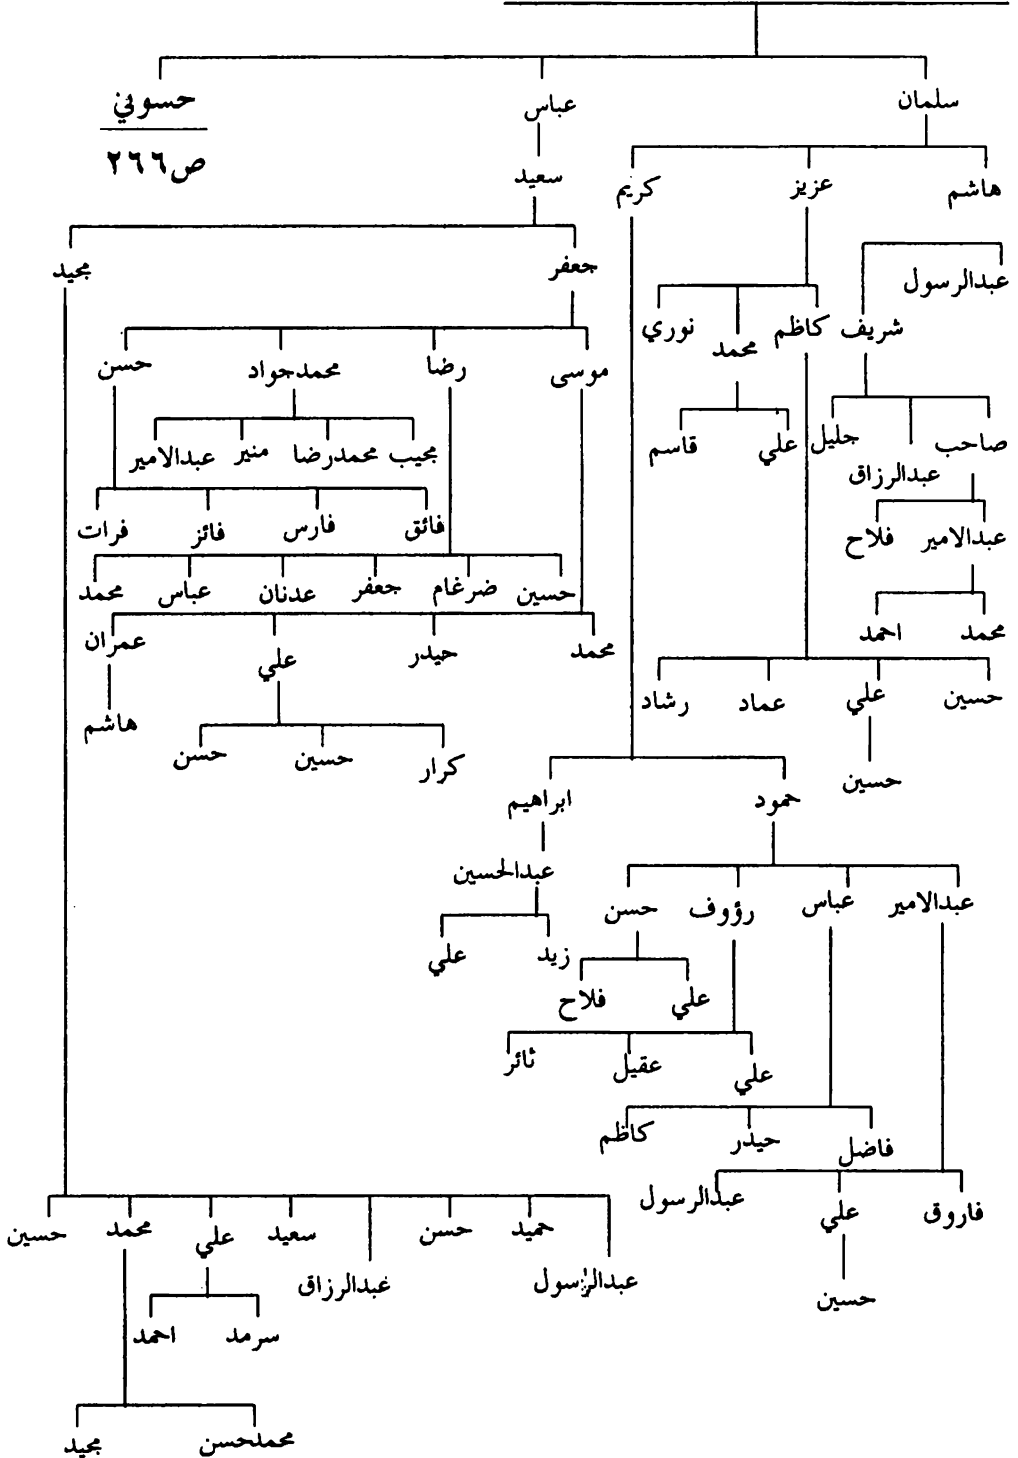 سلمان
عباس
حسوني
ص٢٦٦
هاشم
عزيز
كريم
سعيد
عبدالرسول
جعفر
مجيد
شريف
كاظم
محمد
نوري
موسى
رضا
محمدجواد
حسن
صاحب
عبدالرزاق
جليل
علي
قاسم
مجيب
محمدرضا
منير
عبدالامير
عبدالامير
فلاح
فائق
فارس
فائز
فرات
محمد
احمد
حسين
ضرغام
جعفر
عدنان
عباس
محمد
محمد
حيدر
علي
عمران
حسين
علي
عماد
رشاد
هاشم
حسين
كرار
حسين
حسن
حمود
ابراهيم
عبدالحسين
عبدالامير
عباس
رؤوف
حسن
زيد
علي
علي
فلاح
علي
عقيل
ثائر
فاضل
حيدر
كاظم
فاروق
علي
عبدالرسول
حسين
عبدالرسول
حميد
حسن
عبدالرزاق
سعيد
علي
محمد
حسين
سرمد
احمد
محمدحسن
مجيد